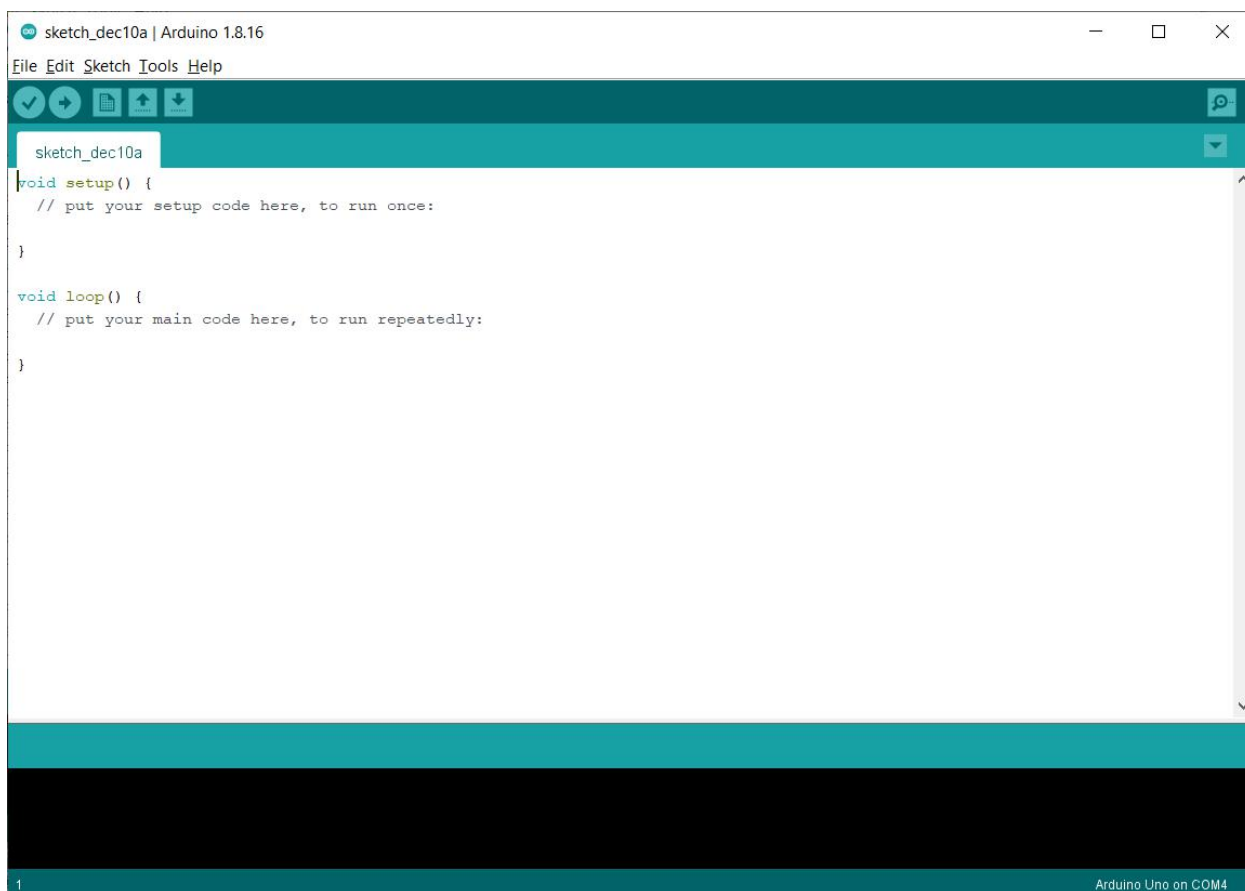 sketch_dec10a | Arduino 1.8.16
File Edit Sketch Tools Help
sketch_dec10a
void setup() {
  // put your setup code here, to run once:
}
void loop() {
  // put your main code here, to run repeatedly:
}
1
Arduino Uno on COM4